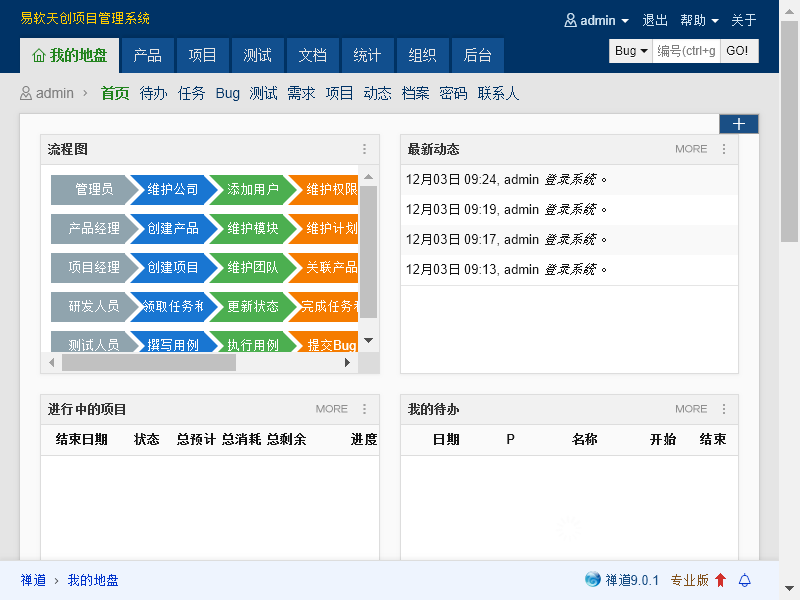 易软天创项目管理系统
admin 退出 帮助 关于
我的地盘 产品 项目 测试 文档 统计 组织 后台
Bug 编号(ctrl+g GO!
admin › 首页 待办 任务 Bug 测试 需求 项目 动态 档案 密码 联系人
流程图
管理员 维护公司 添加用户 维护权限
产品经理 创建产品 维护模块 维护计划
项目经理 创建项目 维护团队 关联产品
研发人员 领取任务和 更新状态 完成任务和
测试人员 撰写用例 执行用例 提交Bug
最新动态 MORE
12月03日 09:24, admin 登录系统。
12月03日 09:19, admin 登录系统。
12月03日 09:17, admin 登录系统。
12月03日 09:13, admin 登录系统。
进行中的项目 MORE
结束日期 状态 总预计 总消耗 总剩余 进度
我的待办 MORE
日期 P 名称 开始 结束
禅道 › 我的地盘
禅道9.0.1 专业版